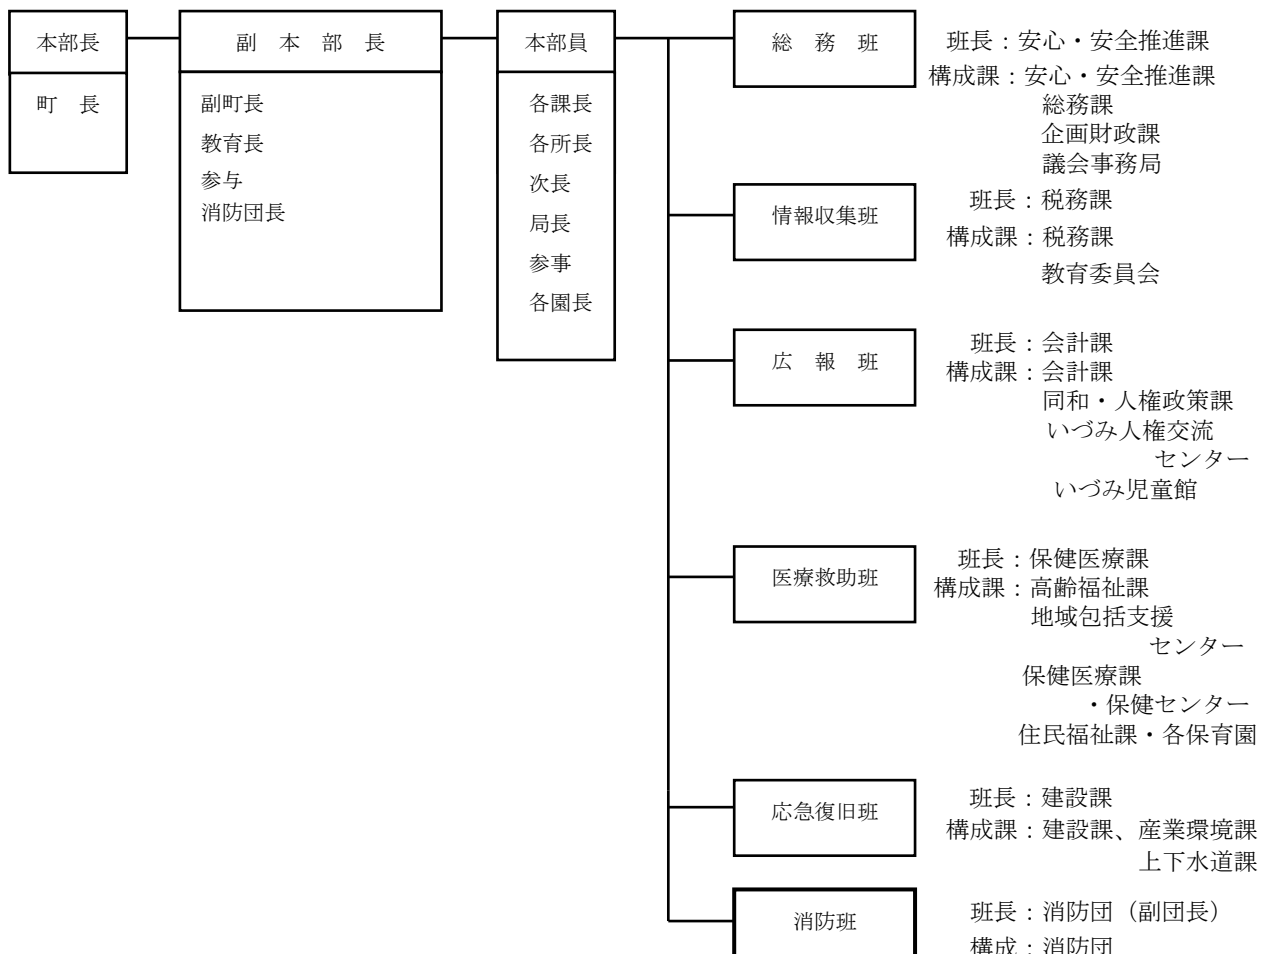 本部長
町　長
副　本　部　長
副町長
教育長
参与
消防団長
本部員
各課長
各所長
次長
局長
参事
各園長
総　務　班
班長：安心・安全推進課
構成課：安心・安全推進課
総務課
企画財政課
議会事務局
情報収集班
班長：税務課
構成課：税務課
教育委員会
広　報　班
班長：会計課
構成課：会計課
同和・人権政策課
いづみ人権交流
センター
いづみ児童館
医療救助班
班長：保健医療課
構成課：高齢福祉課
地域包括支援
センター
保健医療課
・保健センター
住民福祉課・各保育園
応急復旧班
班長：建設課
構成課：建設課、産業環境課
上下水道課
消防班
班長：消防団（副団長）
構成：消防団